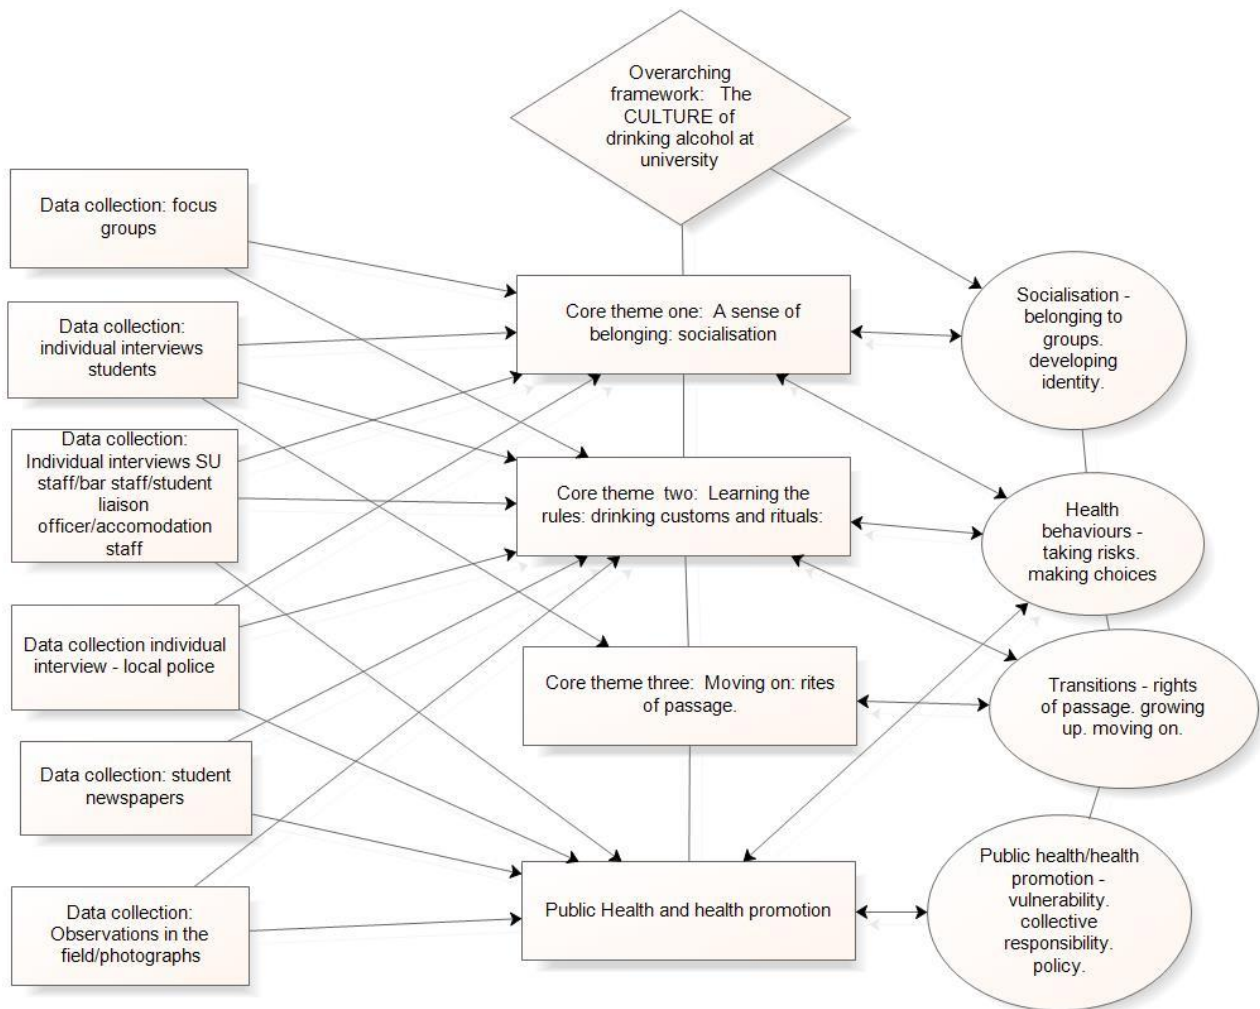 Overarching
framework: The
CULTURE of
drinking alcohol at
university
Data collection: focus
groups
Data collection:
individual interviews
students
Data collection:
Individual interviews SU
staff/bar staff/student
liaison
officer/accomodation
staff
Data collection individual
interview - local police
Data collection: student
newspapers
Data collection:
Observations in the
field/photographs
Core theme one: A sense of
belonging: socialisation
Core theme two: Learning the
rules: drinking customs and rituals:
Core theme three: Moving on: rites
of passage.
Public Health and health promotion
Socialisation -
belonging to
groups.
developing
identity.
Health
behaviours -
taking risks.
making choices
Transitions - rights
of passage. growing
up. moving on.
Public health/health
promotion -
vulnerability.
collective
responsibility.
policy.